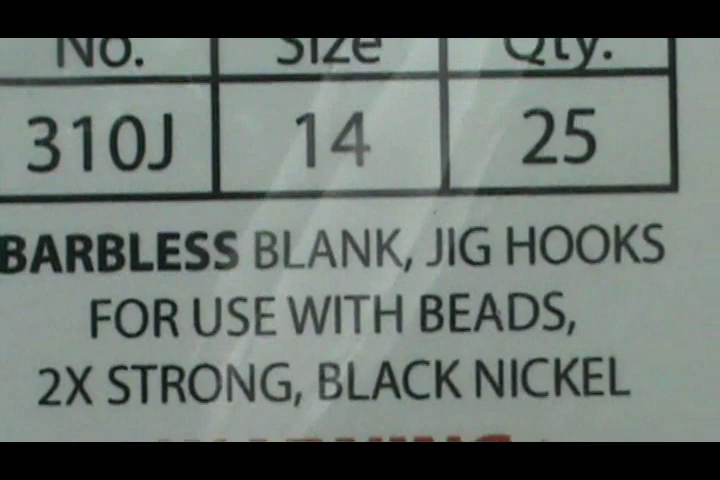 No. Size Qty.
310J 14 25
BARBLESS BLANK, JIG HOOKS
FOR USE WITH BEADS,
2X STRONG, BLACK NICKEL